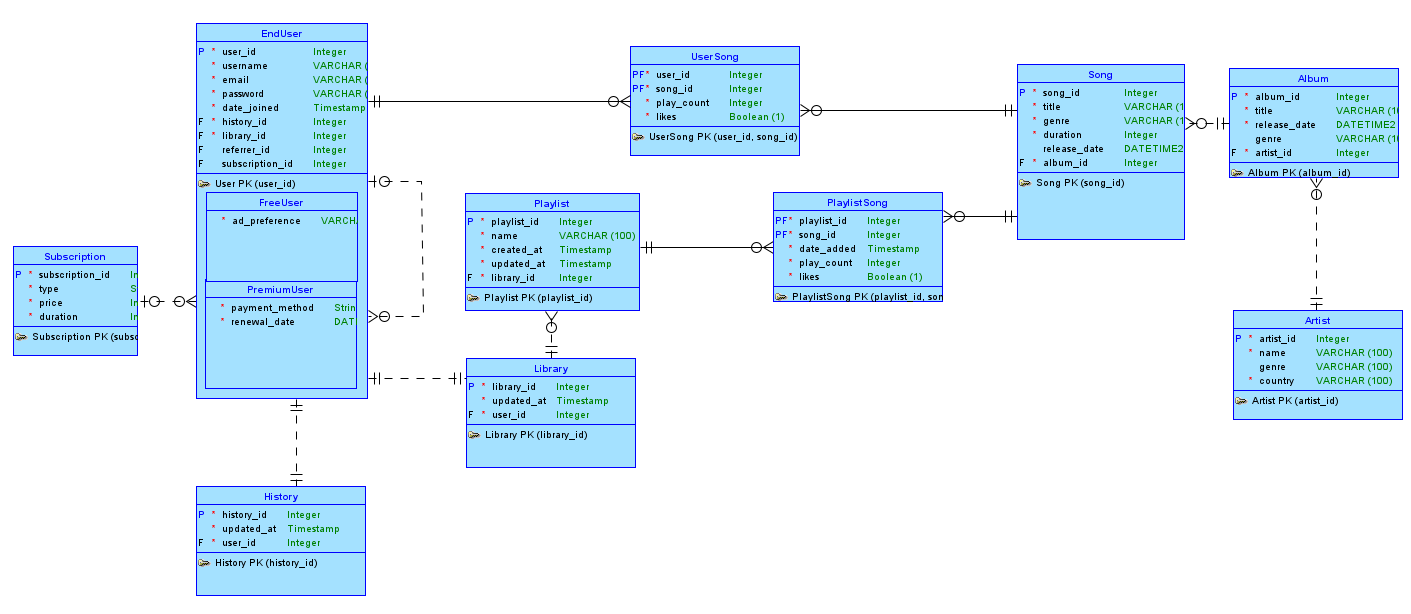 EndUser
P * user_id Integer
* username VARCHAR (
* email VARCHAR (
* password VARCHAR (
* date_joined Timestamp
F * history_id Integer
F * library_id Integer
F referrer_id Integer
F subscription_id Integer
User PK (user_id)
FreeUser
* ad_preference VARCHA
PremiumUser
* payment_method Strin
* renewal_date DAT
Subscription
P * subscription_id In
* type S
* price In
* duration In
Subscription PK (subsc
History
P * history_id Integer
* updated_at Timestamp
F * user_id Integer
History PK (history_id)
Playlist
P * playlist_id Integer
* name VARCHAR (100)
* created_at Timestamp
* updated_at Timestamp
F * library_id Integer
Playlist PK (playlist_id)
Library
P * library_id Integer
* updated_at Timestamp
F * user_id Integer
Library PK (library_id)
UserSong
PF* user_id Integer
PF* song_id Integer
* play_count Integer
* likes Boolean (1)
UserSong PK (user_id, song_id)
PlaylistSong
PF* playlist_id Integer
PF* song_id Integer
* date_added Timestamp
* play_count Integer
* likes Boolean (1)
PlaylistSong PK (playlist_id, son
Song
P * song_id Integer
* title VARCHAR (1
* genre VARCHAR (1
* duration Integer
release_date DATETIME2
F * album_id Integer
Song PK (song_id)
Album
P * album_id Integer
* title VARCHAR (10
* release_date DATETIME2
genre VARCHAR (10
F * artist_id Integer
Album PK (album_id)
Artist
P * artist_id Integer
* name VARCHAR (100)
genre VARCHAR (100)
* country VARCHAR (100)
Artist PK (artist_id)